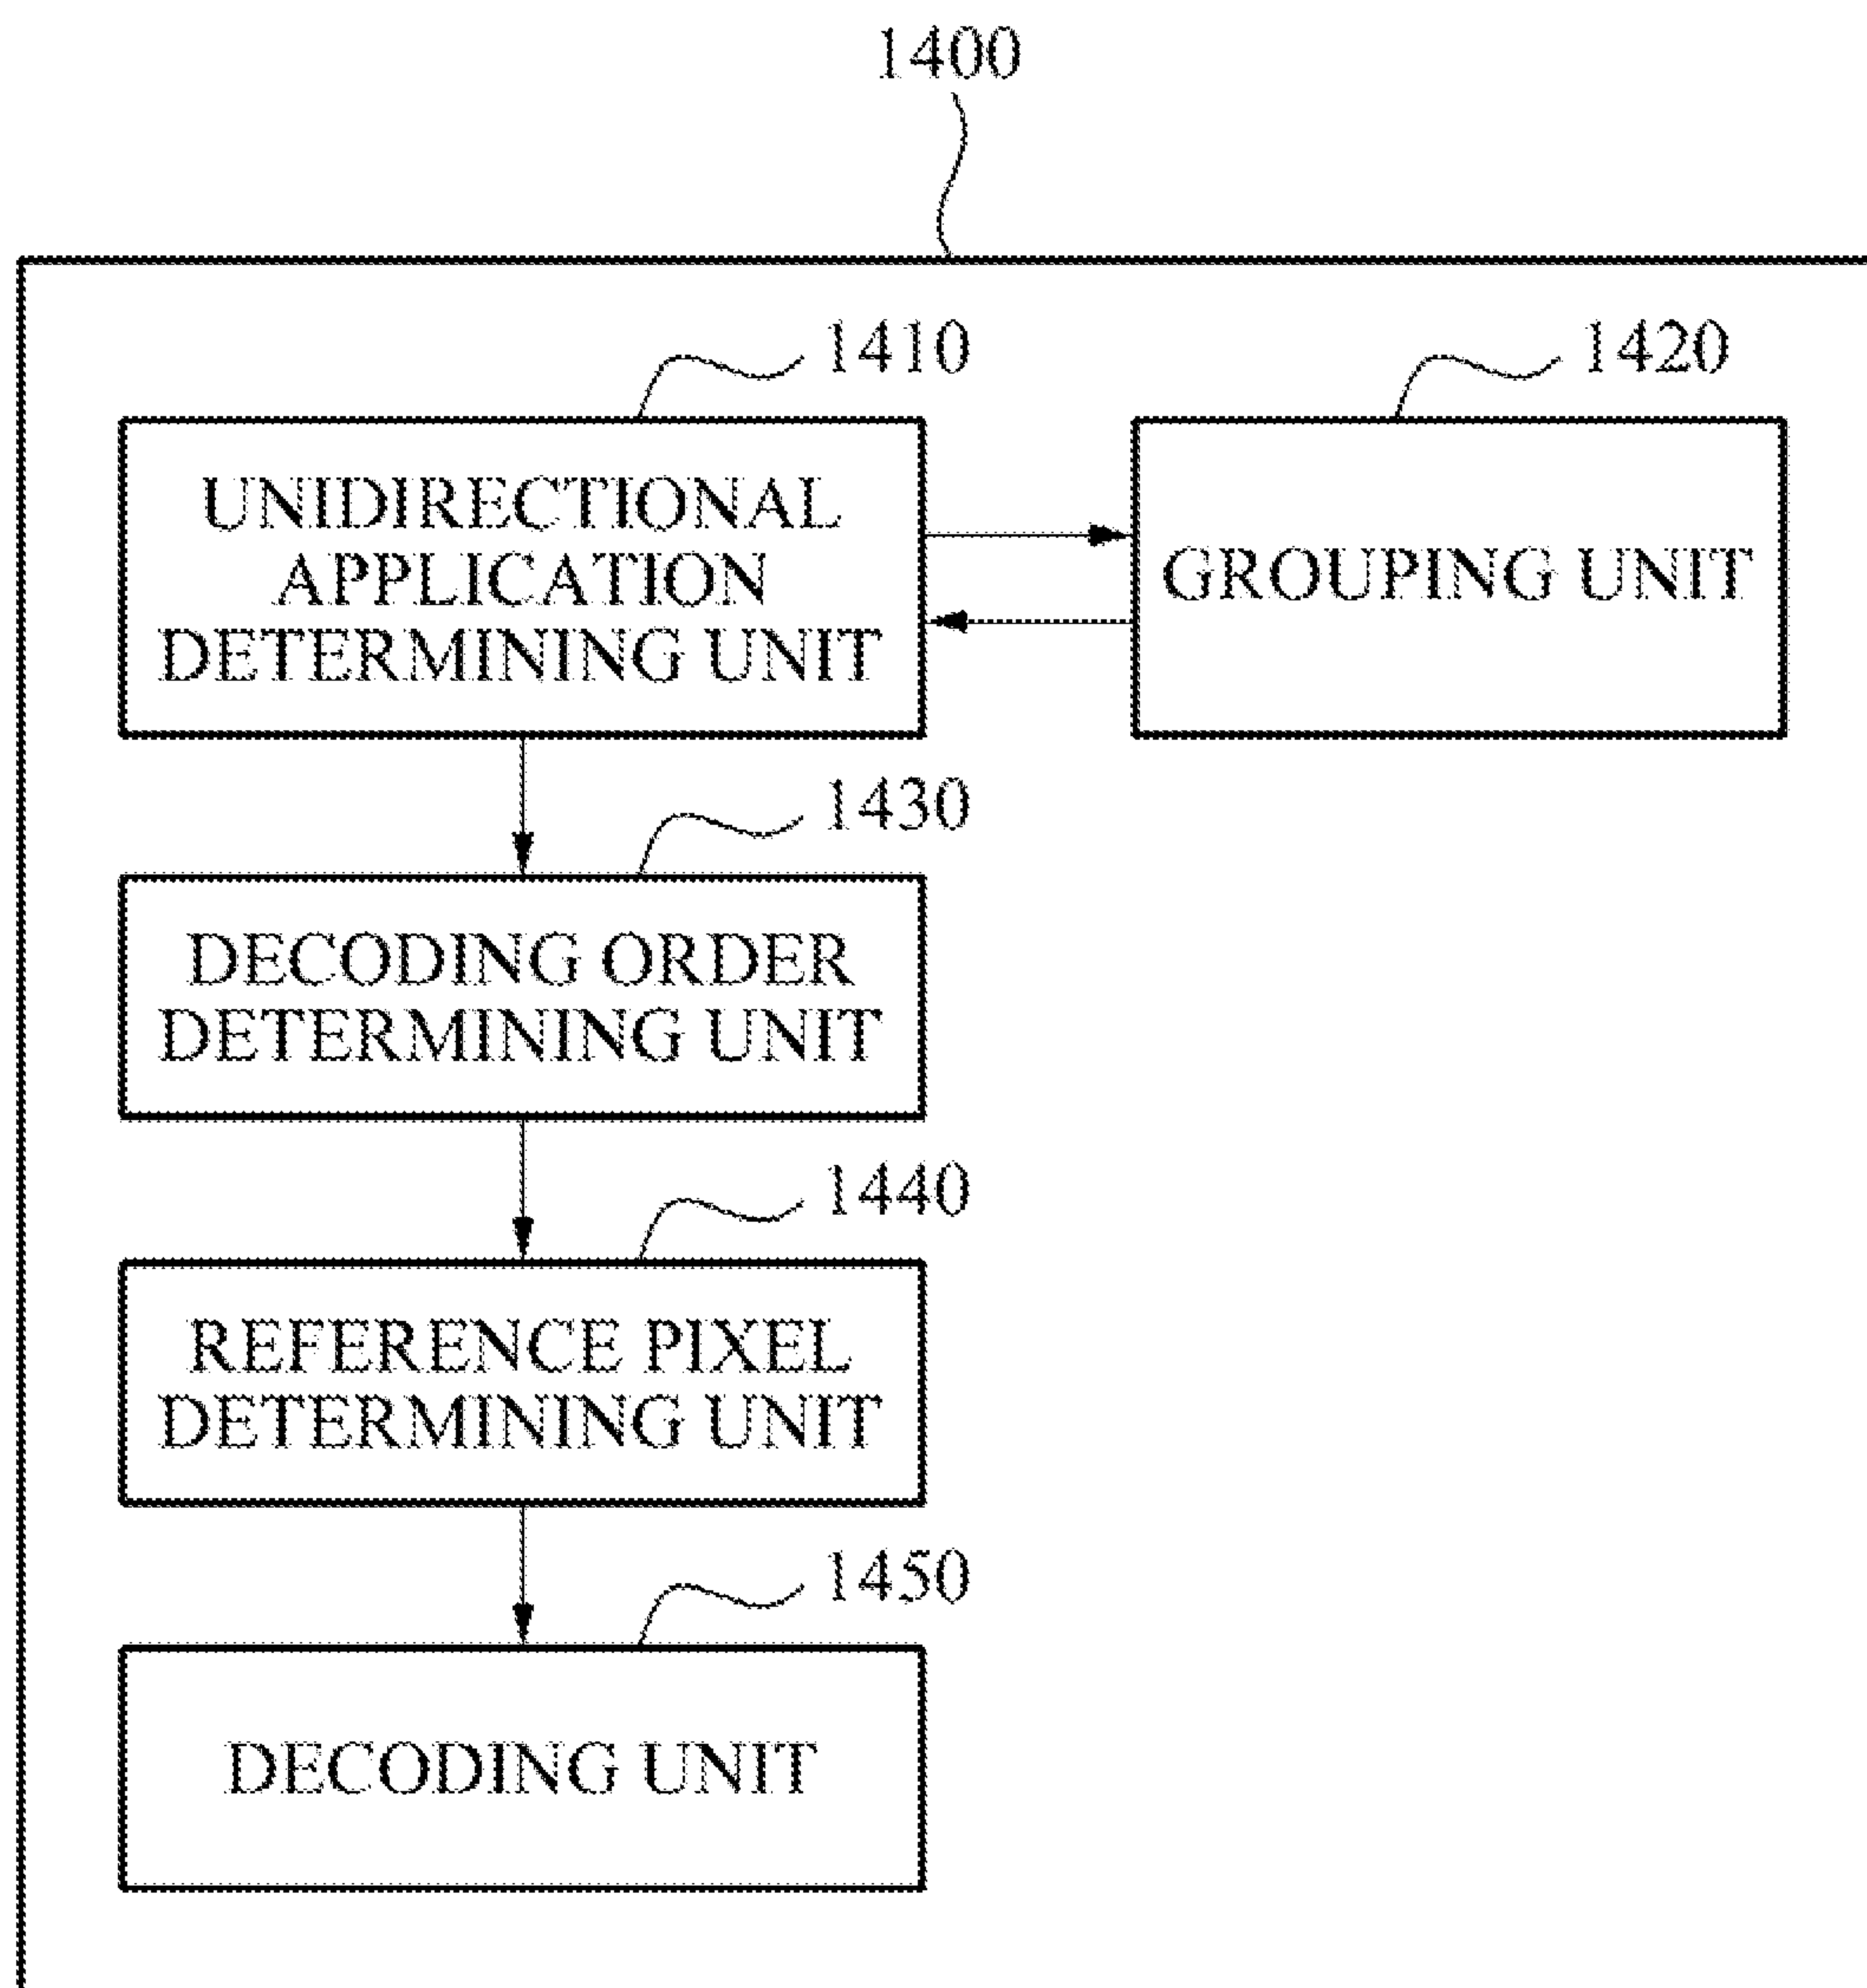 1400
1410
1420
UNIDIRECTIONAL
APPLICATION
DETERMINING UNIT
GROUPING UNIT
1430
DECODING ORDER
DETERMINING UNIT
1440
REFERENCE PIXEL
DETERMINING UNIT
1450
DECODING UNIT